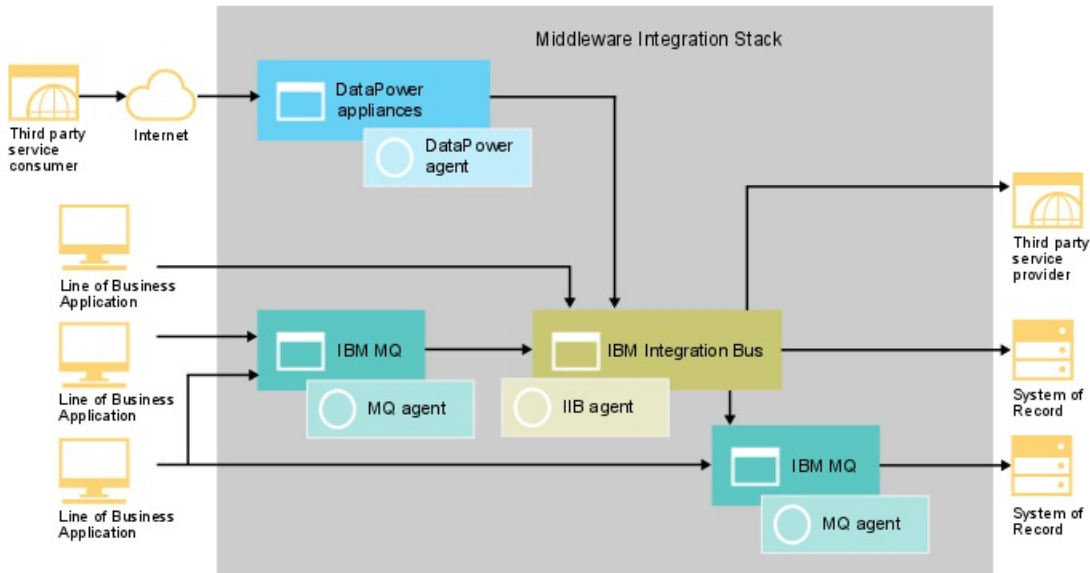 Middleware Integration Stack
Third party
service
consumer
Internet
DataPower
appliances
DataPower
agent
Third party
service
provider
Line of Business
Application
IBM MQ
MQ agent
IBM Integration Bus
IIB agent
Line of Business
Application
System of
Record
IBM MQ
MQ agent
Line of Business
Application
System of
Record